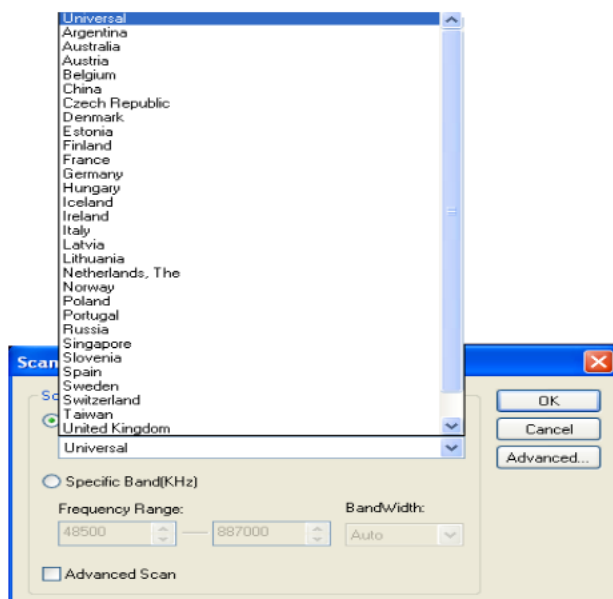 Universal
Argentina
Australia
Austria
Belgium
China
Czech Republic
Denmark
Estonia
Finland
France
Germany
Hungary
Iceland
Ireland
Italy
Latvia
Lithuania
Netherlands, The
Norway
Poland
Portugal
Russia
Singapore
Slovenia
Spain
Sweden
Switzerland
Taiwan
United Kingdom
Scan
OK
Cancel
Universal
Advanced...
Specific Band(KHz)
Frequency Range: BandWidth:
48500 887000 Auto
Advanced Scan